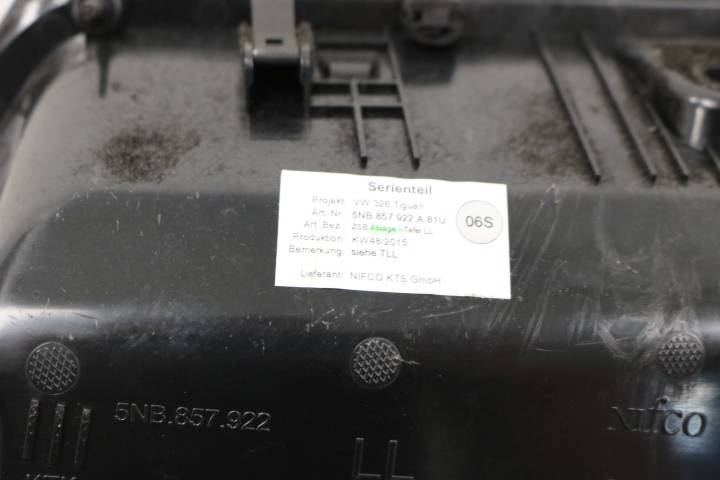 Serienteil
Projekt: VW 326 Tiguan
Art. Nr.: 5NB.857.922.A.81U
Art. Bez.: ZSB Ablage I-Tafel LL
Produktion: KW48/2015
Bemerkung: siehe TLL
Lieferant: NIFCO KTS GmbH
06S
5NB.857.922
LL
Nifco